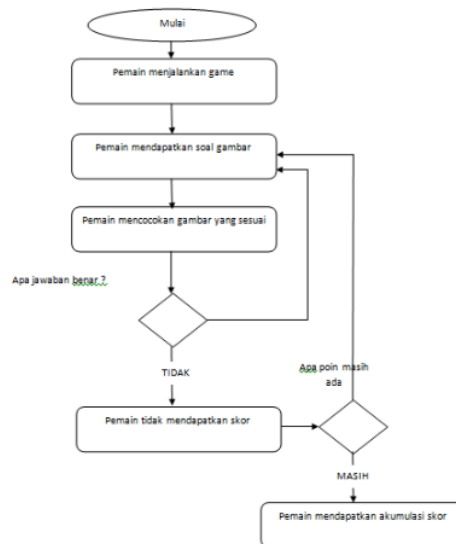 Mulai
Pemain menjalankan game
Pemain mendapatkan soal gambar
Pemain mencocokan gambar yang sesuai
Apa jawaban benar ?
TIDAK
Apa poin masih
ada
Pemain tidak mendapatkan skor
MASIH
Pemain mendapatkan akumulasi skor